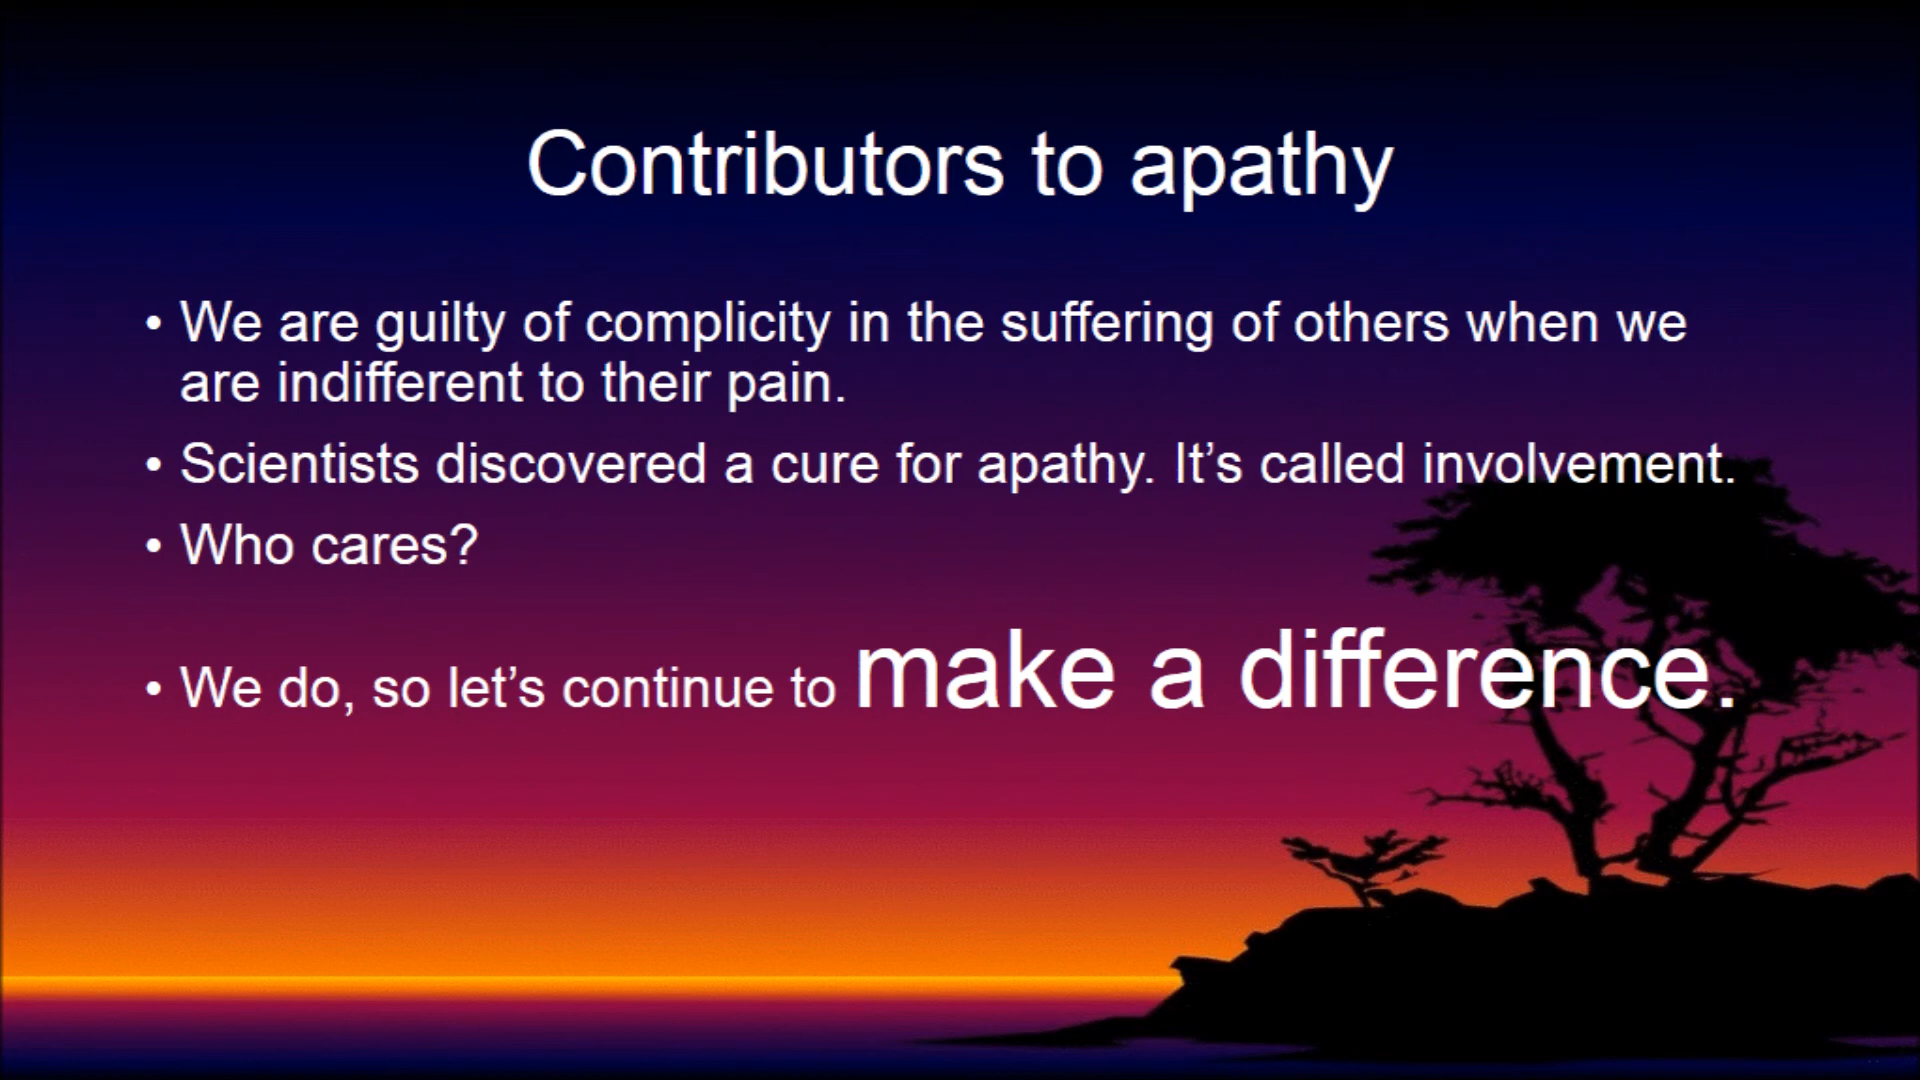 Contributors to apathy
• We are guilty of complicity in the suffering of others when we
are indifferent to their pain.
• Scientists discovered a cure for apathy. It’s called involvement.
• Who cares?
• We do, so let’s continue to make a difference.